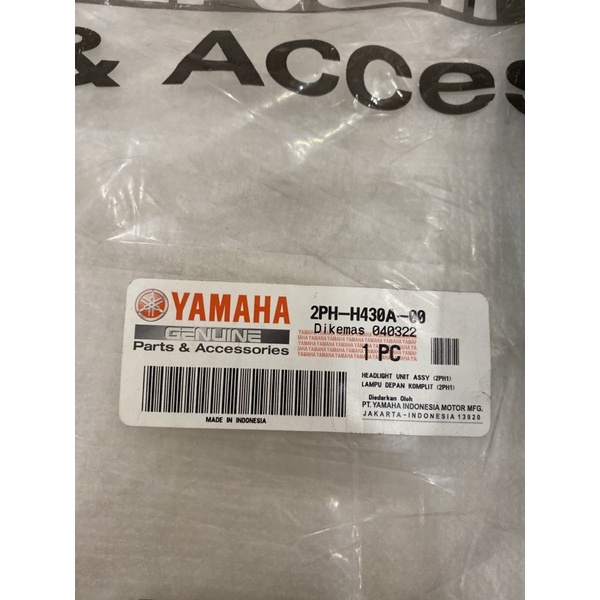 & Acces
YAMAHA
GENUINE
Parts & Accessories
MADE IN INDONESIA
2PH-H430A-00
Dikemas 040322
1 PC
HEADLIGHT UNIT ASSY (2PH1)
LAMPU DEPAN KOMPLIT (2PH1)
Diedarkan Oleh
PT. YAMAHA INDONESIA MOTOR MFG.
JAKARTA-INDONESIA 13920